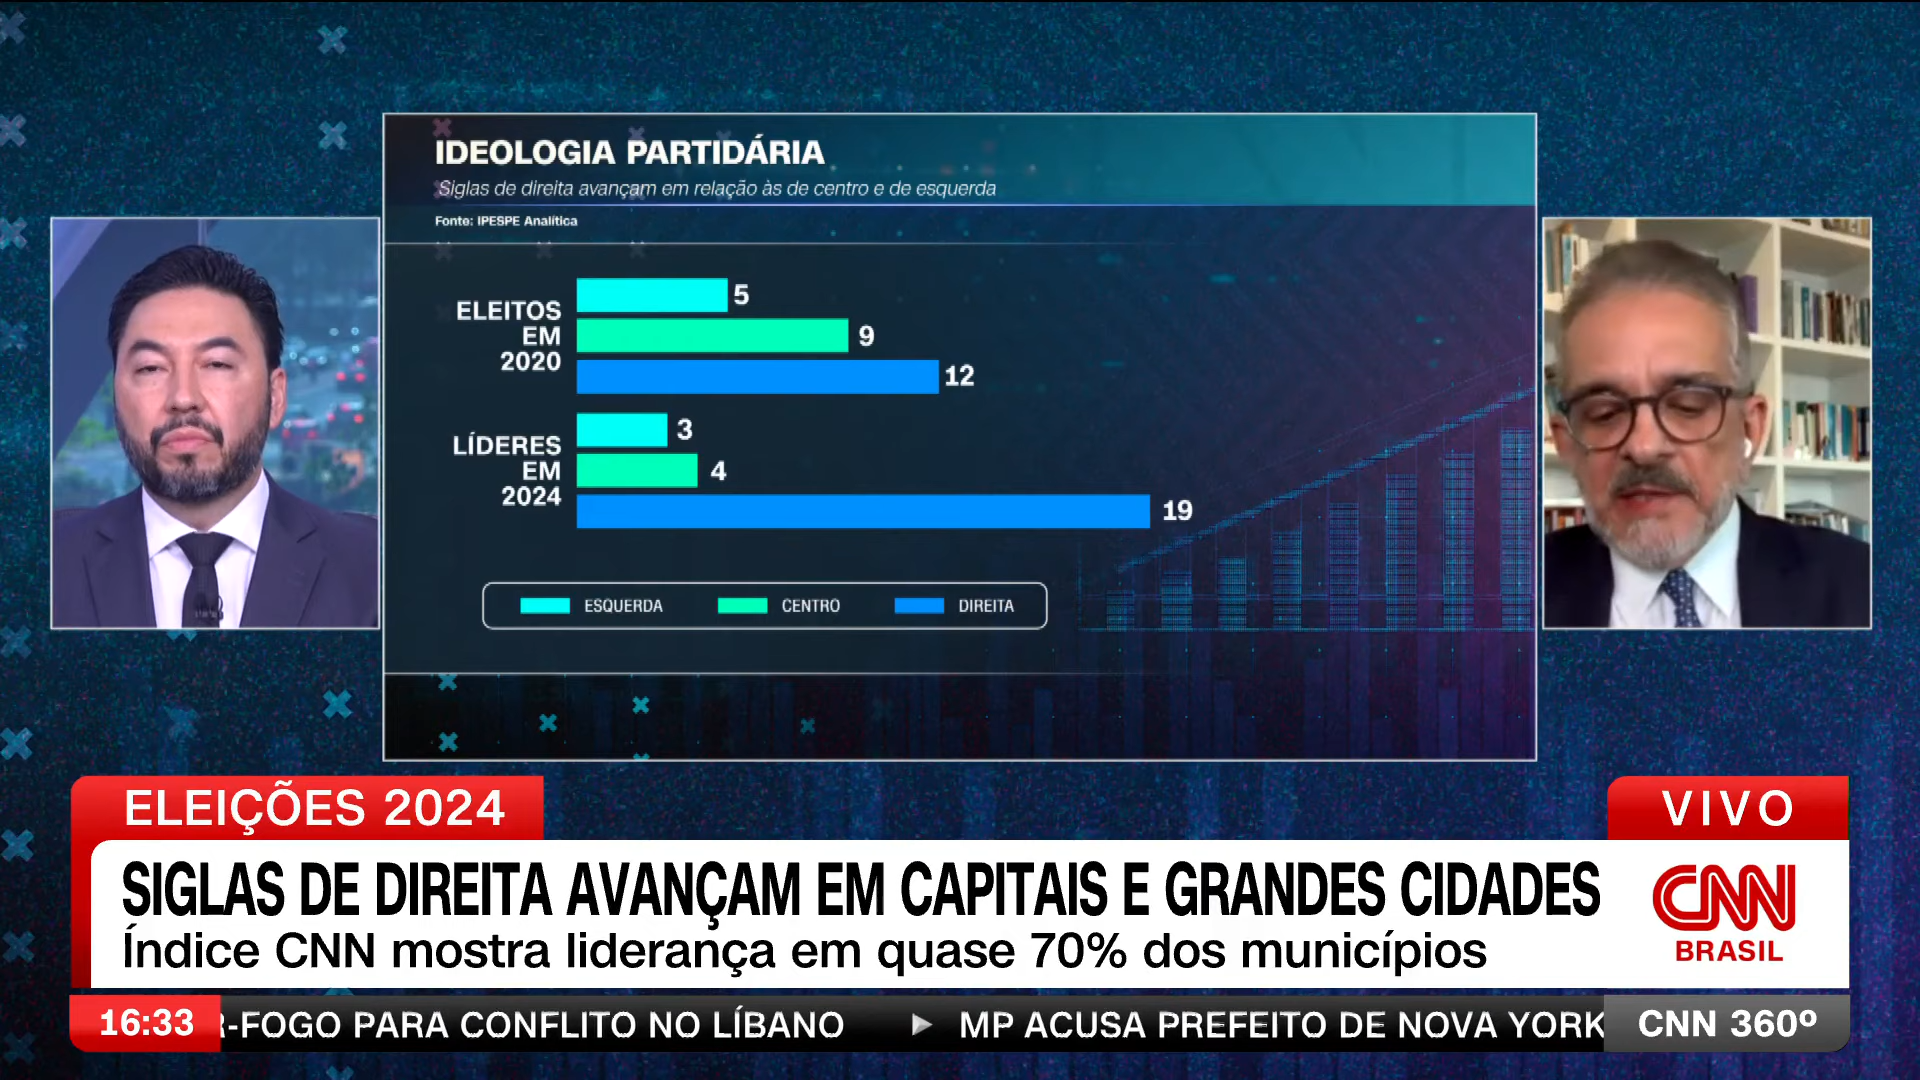 IDEOLOGIA PARTIDÁRIA
Siglas de direita avançam em relação às de centro e de esquerda
Fonte: IPESPE Analítica
ELEITOS
EM
2020
5
9
12
LÍDERES
EM
2024
3
4
19
ESQUERDA
CENTRO
DIREITA
ELEIÇÕES 2024
VIVO
SIGLAS DE DIREITA AVANÇAM EM CAPITAIS E GRANDES CIDADES
Índice CNN mostra liderança em quase 70% dos municípios
CNN
BRASIL
16:33
R-FOGO PARA CONFLITO NO LÍBANO ▶ MP ACUSA PREFEITO DE NOVA YORK
CNN 360º